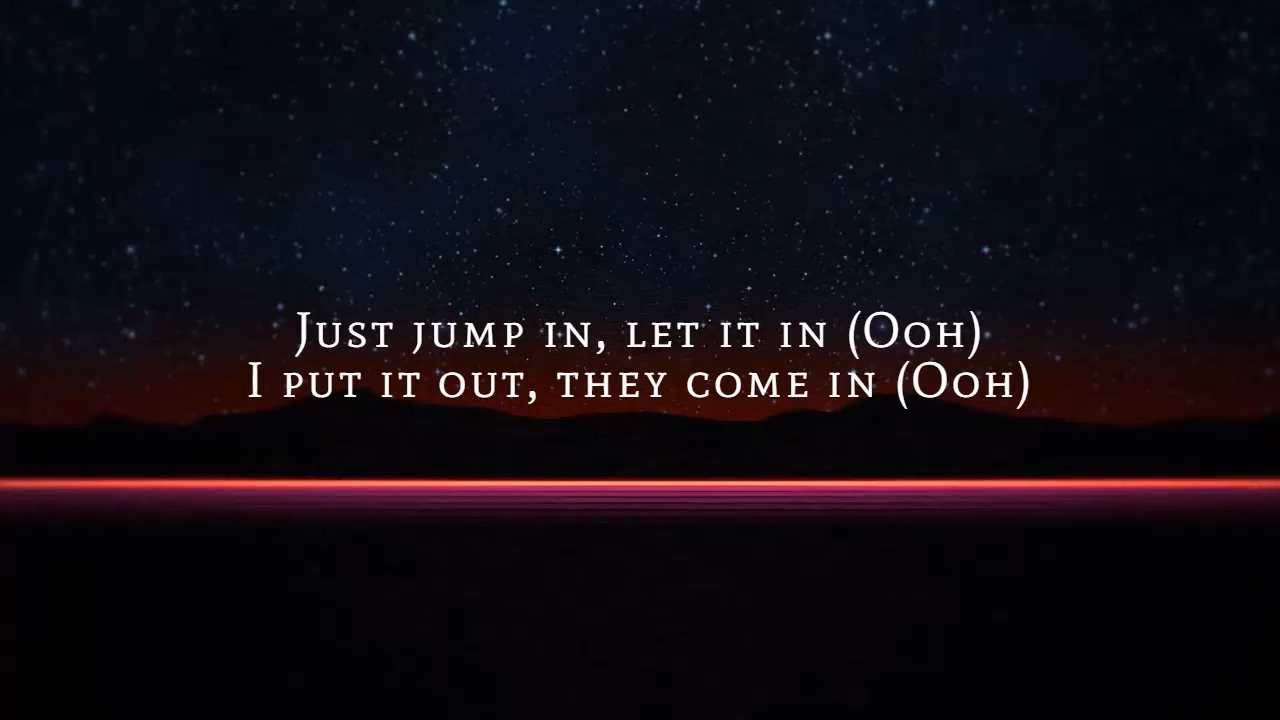 Just jump in, let it in (Ooh)
I put it out, they come in (Ooh)